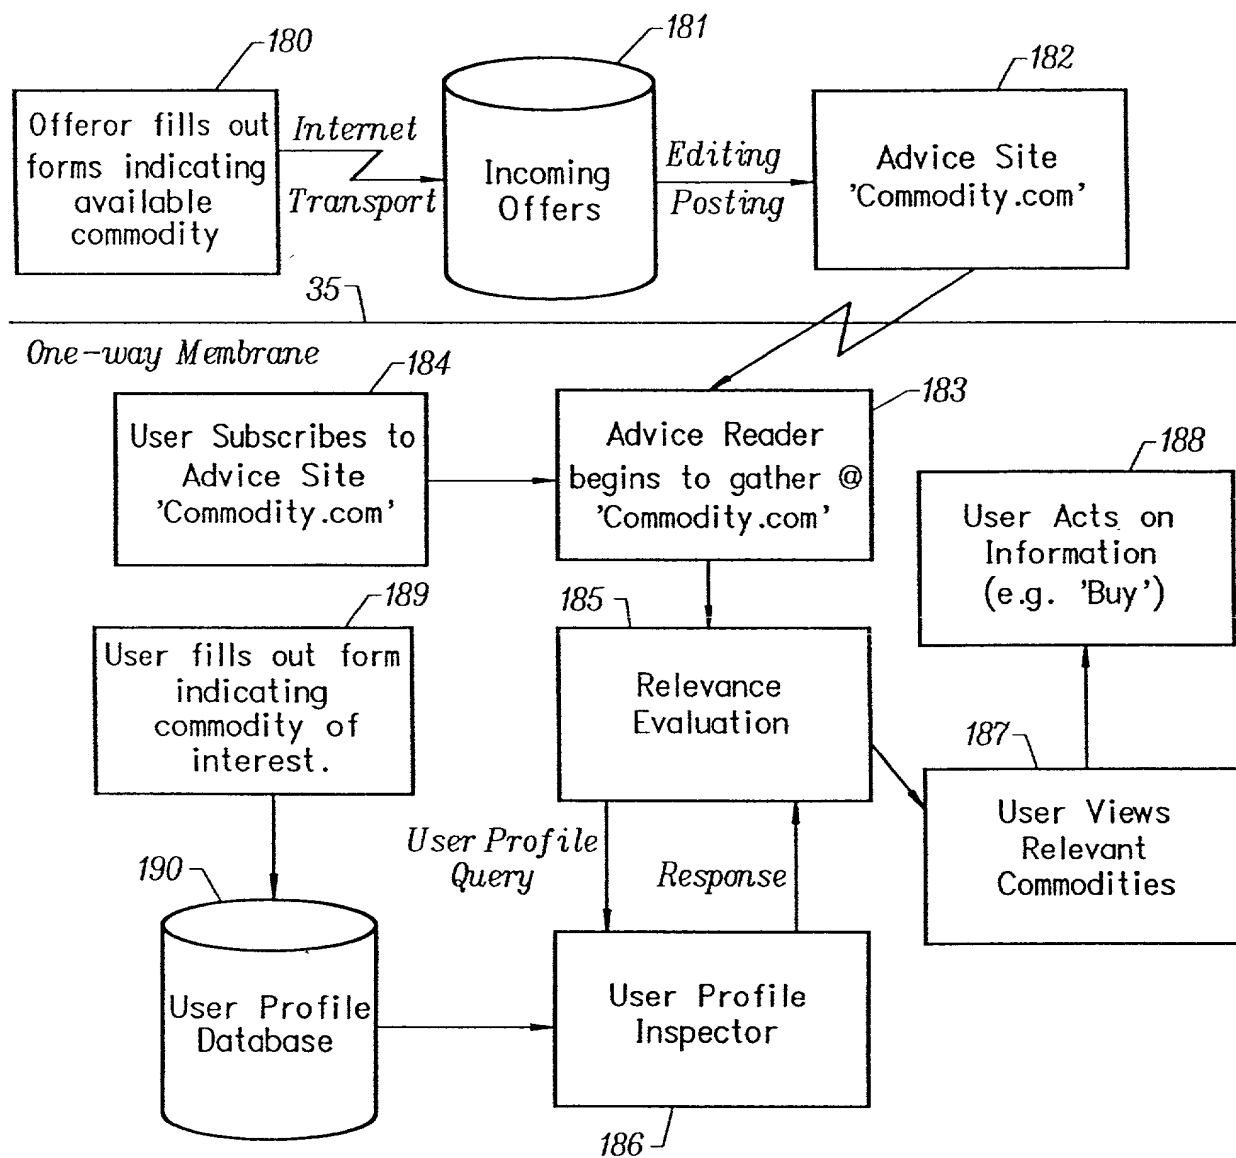 180
181
182
Offeror fills out
forms indicating
available
commodity
Internet
Transport
Incoming
Offers
Editing
Posting
Advice Site
'Commodity.com'
35
One-way Membrane
184
183
User Subscribes to
Advice Site
'Commodity.com'
Advice Reader
begins to gather @
'Commodity.com'
188
User Acts on
Information
(e.g. 'Buy')
189
185
User fills out form
indicating
commodity of
interest.
Relevance
Evaluation
187
User Views
Relevant
Commodities
User Profile
Query
Response
190
User Profile
Database
User Profile
Inspector
186